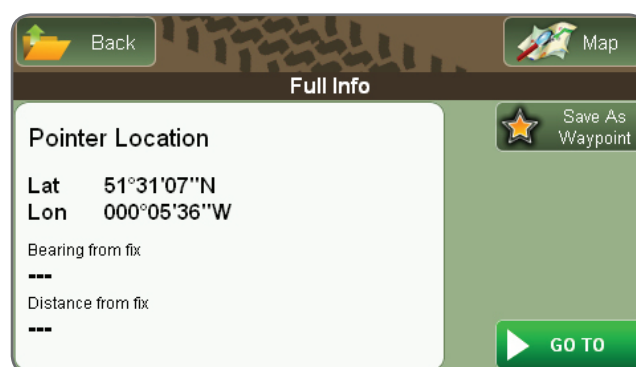 Back
Map
Full Info
Pointer Location
Save As
Waypoint
Lat 51°31'07"N
Lon 000°05'36"W
Bearing from fix
---
Distance from fix
---
GO TO